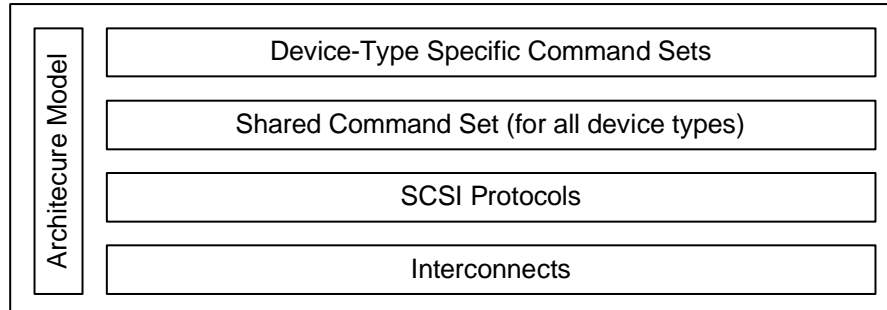 Architecure Model
Device-Type Specific Command Sets
Shared Command Set (for all device types)
SCSI Protocols
Interconnects